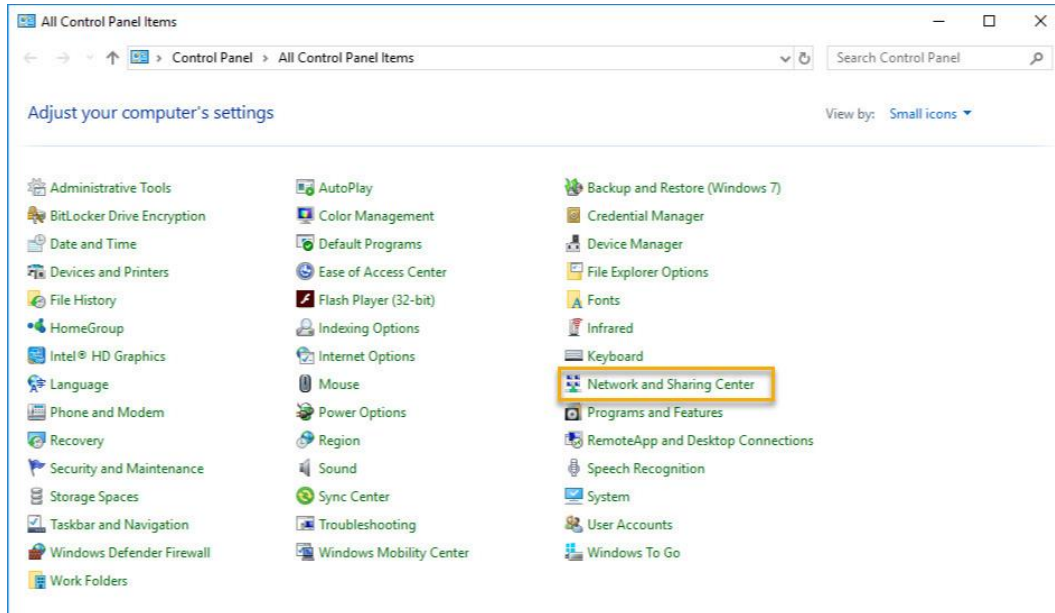 All Control Panel Items
Control Panel > All Control Panel Items
Search Control Panel
Adjust your computer's settings
View by: Small icons
Administrative Tools AutoPlay Backup and Restore (Windows 7)
BitLocker Drive Encryption Color Management Credential Manager
Date and Time Default Programs Device Manager
Devices and Printers Ease of Access Center File Explorer Options
File History Flash Player (32-bit) Fonts
HomeGroup Indexing Options Infrared
Intel® HD Graphics Internet Options Keyboard
Language Mouse Network and Sharing Center
Phone and Modem Power Options Programs and Features
Recovery Region RemoteApp and Desktop Connections
Security and Maintenance Sound Speech Recognition
Storage Spaces Sync Center System
Taskbar and Navigation Troubleshooting User Accounts
Windows Defender Firewall Windows Mobility Center Windows To Go
Work Folders